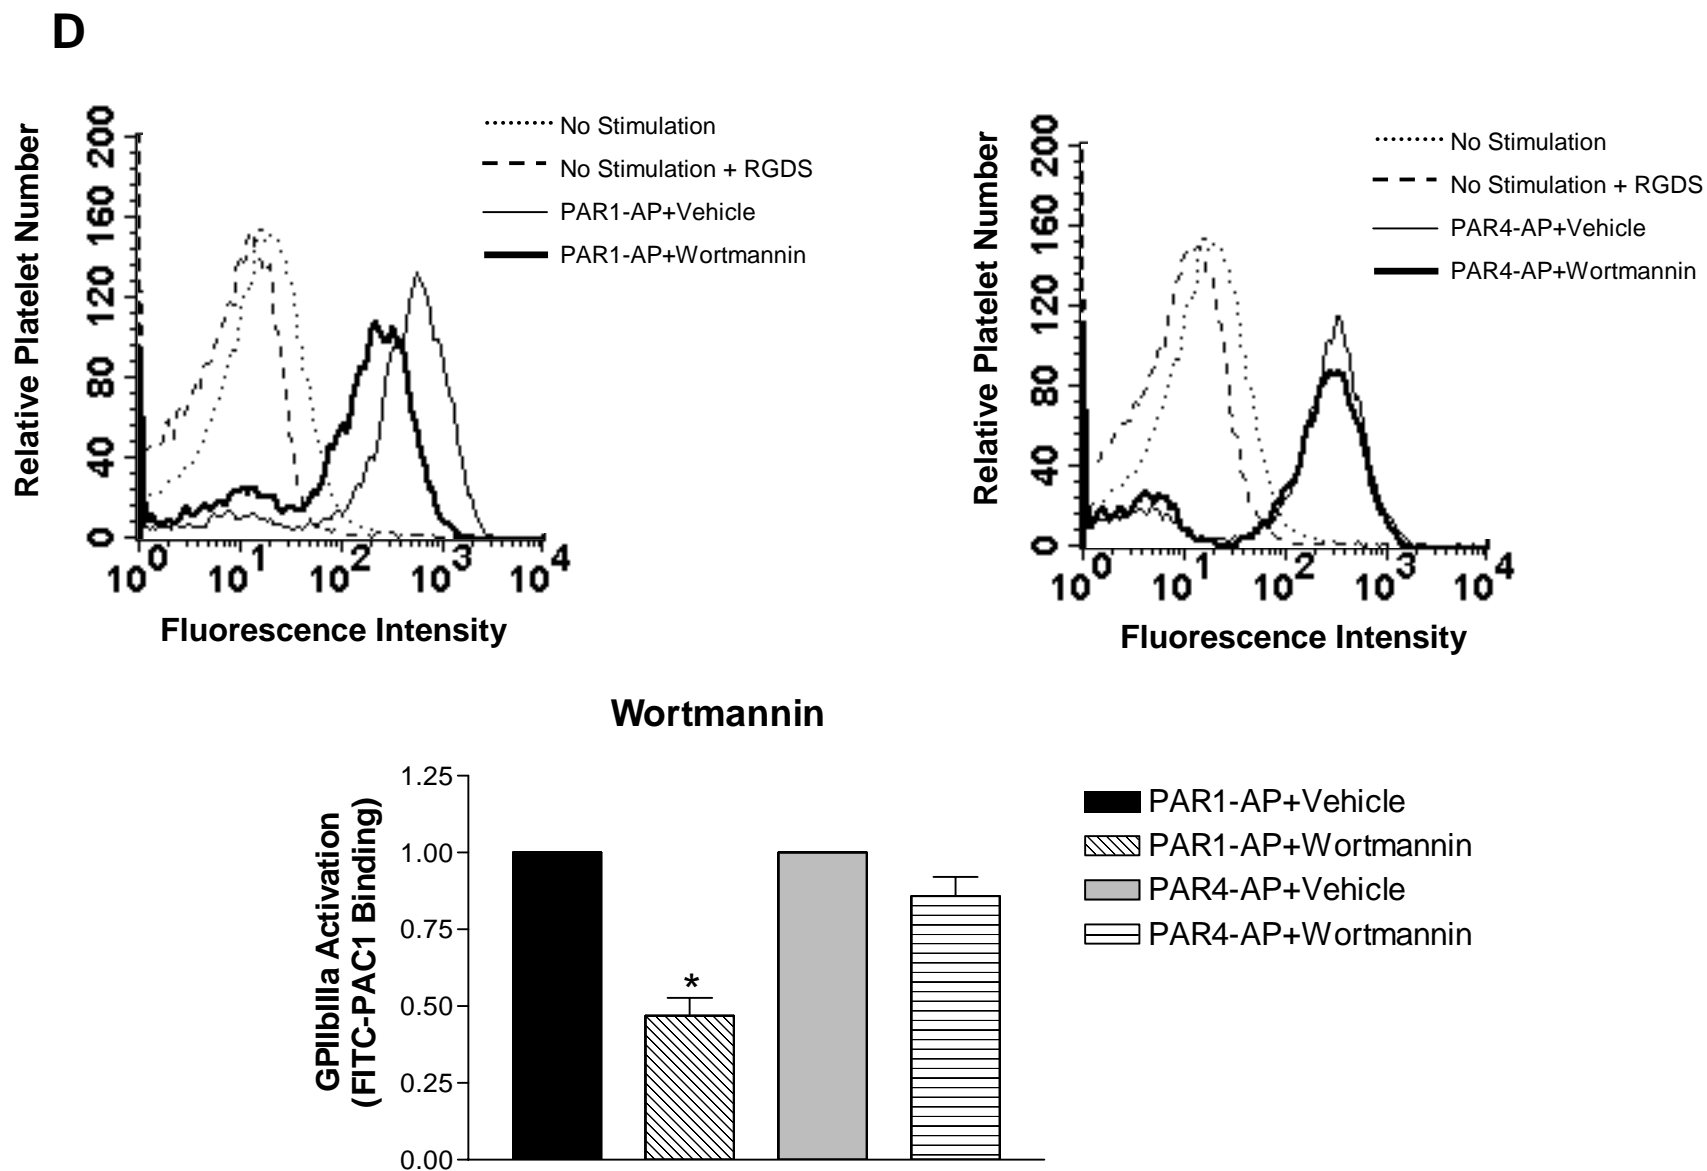 D
Relative Platelet Number
200
160
120
80
40
0
10^0 10^1 10^2 10^3 10^4
Fluorescence Intensity
No Stimulation
No Stimulation + RGDS
PAR1-AP+Vehicle
PAR1-AP+Wortmannin
Relative Platelet Number
200
160
120
80
40
0
10^0 10^1 10^2 10^3 10^4
Fluorescence Intensity
No Stimulation
No Stimulation + RGDS
PAR4-AP+Vehicle
PAR4-AP+Wortmannin
Wortmannin
GPIIbIIIa Activation
(FITC-PAC1 Binding)
1.25
1.00
0.75
0.50
0.25
0.00
*
PAR1-AP+Vehicle
PAR1-AP+Wortmannin
PAR4-AP+Vehicle
PAR4-AP+Wortmannin